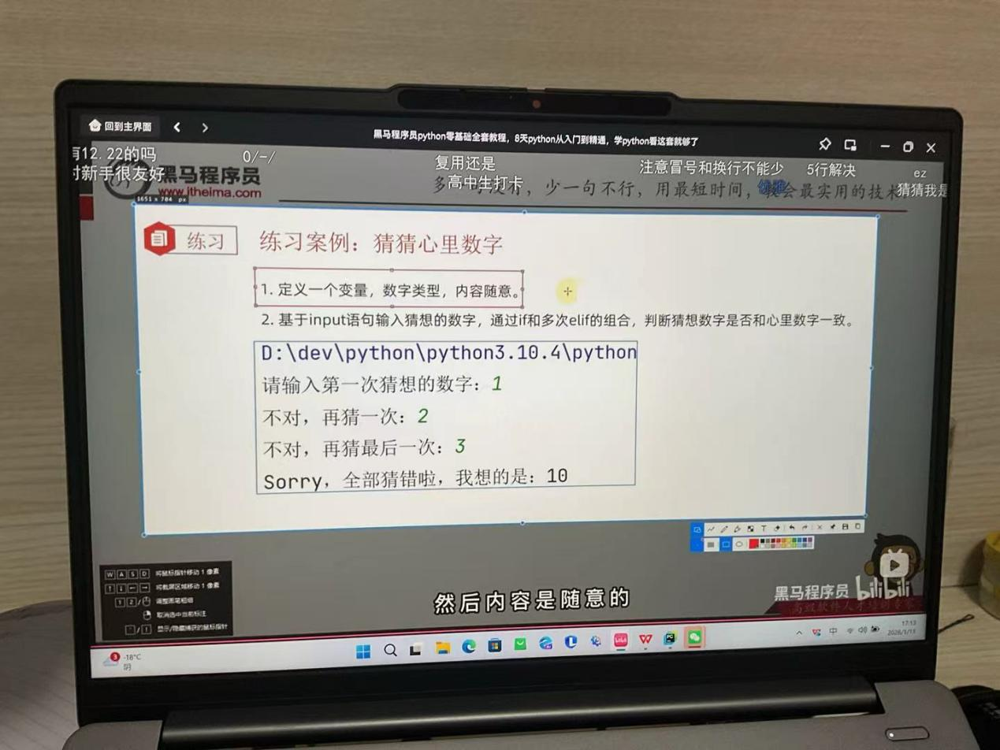 回到主界面
黑马程序员python零基础全套教程，8天python从入门到精通，学python看这套就够了
有12. 22的吗
0/-/
复用还是
注意冒号和换行不能少
5行解决
ez
对新手很友好
黑马程序员
高中生打卡
猜猜我是
www.itheima.com
少一句不行，用最短时间，
会最实用的技术
1651 x 704 px
练习
练习案例：猜猜心里数字
1. 定义一个变量，数字类型，内容随意。
2. 基于input语句输入猜想的数字，通过if和多次elif的组合，判断猜想数字是否和心里数字一致。
D:\dev\python\python3.10.4\python
请输入第一次猜想的数字：1
不对，再猜一次：2
不对，再猜最后一次：3
Sorry，全部猜错啦，我想的是：10
W A S D 将鼠标指针移动 1 像素
将截屏区域移动 1 像素
1 2 / 调整画笔粗细
取消选中当前标注
显示/隐藏捕获的鼠标指针
然后内容是随意的
黑马程序员
bilibili
3
-18°C
阴
中
17:13
2026/1/11